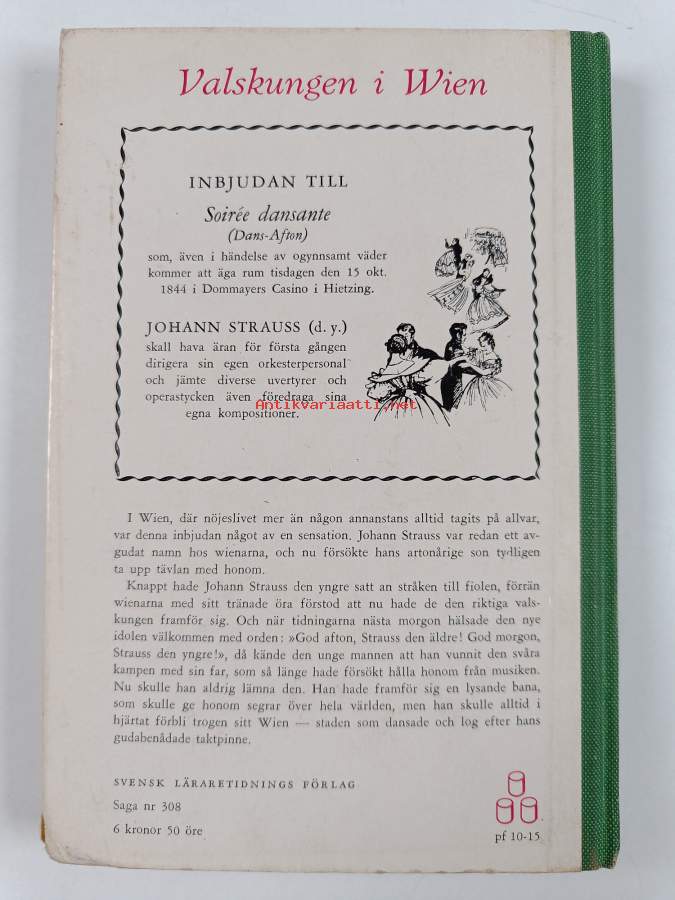 Valskungen i Wien
INBJUDAN TILL
Soirée dansante
(Dans-Afton)
som, även i händelse av ogynnsamt väder
kommer att äga rum tisdagen den 15 okt.
1844 i Dommayers Casino i Hietzing.
JOHANN STRAUSS (d. y.)
skall hava äran för första gången
dirigera sin egen orkesterpersonal
och jämte diverse uvertyrer och
operastycken även föredraga sina
egna kompositioner.
Antikvariaatti.net
I Wien, där nöjeslivet mer än någon annanstans alltid tagits på allvar,
var denna inbjudan något av en sensation. Johann Strauss var redan ett av-
gudat namn hos wienarna, och nu försökte hans artonårige son tydligen
ta upp tävlan med honom.
Knappt hade Johann Strauss den yngre satt an stråken till fiolen, förrän
wienarna med sitt tränade öra förstod att nu hade de den riktiga vals-
kungen framför sig. Och när tidningarna nästa morgon hälsade den nye
idolen välkommen med orden: »God afton, Strauss den äldre! God morgon,
Strauss den yngre!», då kände den unge mannen att han vunnit den svåra
kampen med sin far, som så länge hade försökt hålla honom från musiken.
Nu skulle han aldrig lämna den. Han hade framför sig en lysande bana,
som skulle ge honom segrar över hela världen, men han skulle alltid i
hjärtat förbli trogen sitt Wien — staden som dansade och log efter hans
gudabenådade taktpinne.
SVENSK LÄRARETIDNINGS FÖRLAG
Saga nr 308
6 kronor 50 öre
pf 10-15